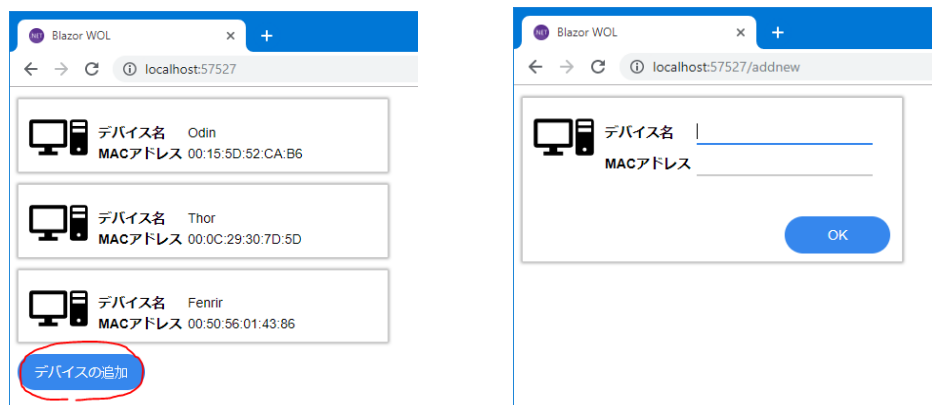 Blazor WOL
localhost:57527
デバイス名 Odin
MACアドレス 00:15:5D:52:CA:B6
デバイス名 Thor
MACアドレス 00:0C:29:30:7D:5D
デバイス名 Fenrir
MACアドレス 00:50:56:01:43:86
デバイスの追加
Blazor WOL
localhost:57527/addnew
デバイス名
MACアドレス
OK